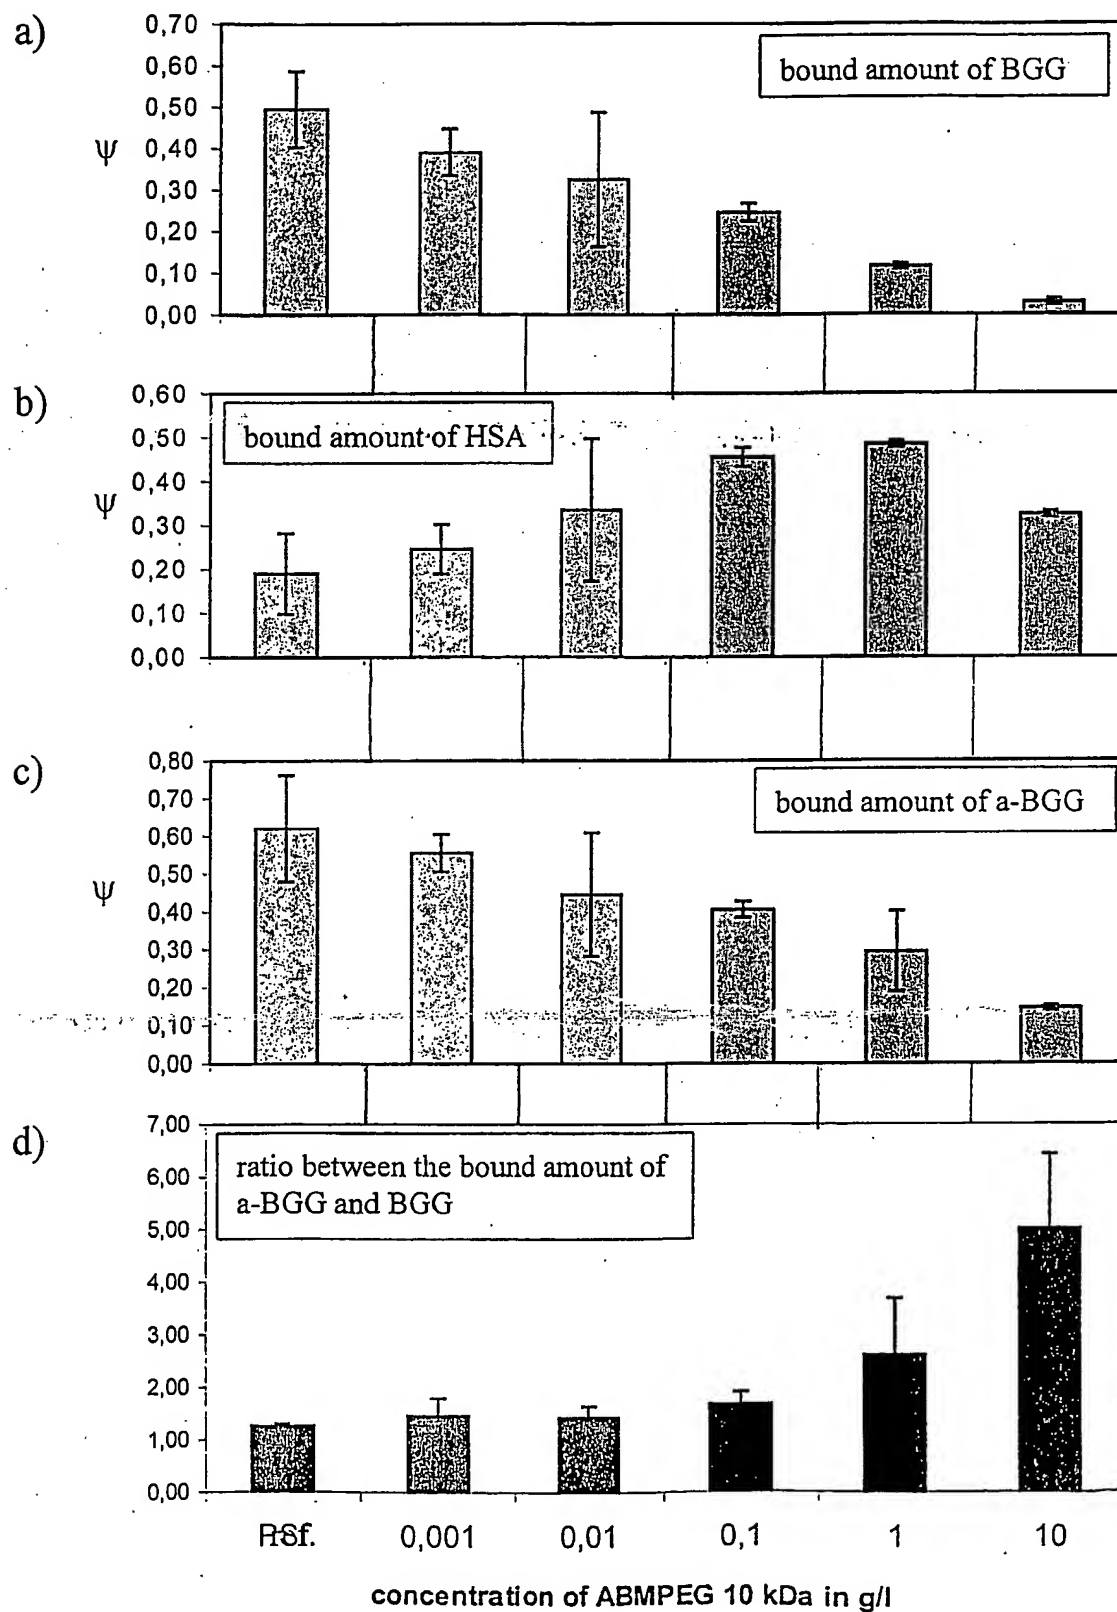 a)
0,70
0,60
0,50
0,40
0,30
0,20
0,10
0,00
ψ
bound amount of BGG
b)
0,60
0,50
0,40
0,30
0,20
0,10
0,00
ψ
bound amount of HSA
c)
0,80
0,70
0,60
0,50
0,40
0,30
0,20
0,10
0,00
ψ
bound amount of a-BGG
d)
7,00
6,00
5,00
4,00
3,00
2,00
1,00
0,00
ratio between the bound amount of
a-BGG and BGG
0,001 0,01 0,1 1 10
concentration of ABMPEG 10 kDa in g/l